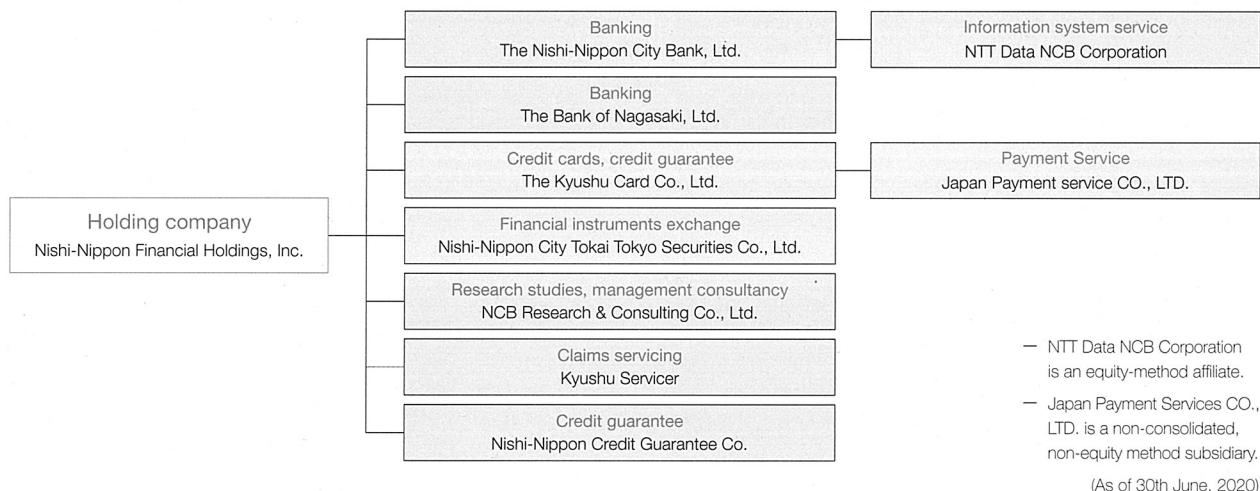 Banking
The Nishi-Nippon City Bank, Ltd.
Information system service
NTT Data NCB Corporation
Banking
The Bank of Nagasaki, Ltd.
Credit cards, credit guarantee
The Kyushu Card Co., Ltd.
Payment Service
Japan Payment service CO., LTD.
Holding company
Nishi-Nippon Financial Holdings, Inc.
Financial instruments exchange
Nishi-Nippon City Tokai Tokyo Securities Co., Ltd.
Research studies, management consultancy
NCB Research & Consulting Co., Ltd.
Claims servicing
Kyushu Servicer
Credit guarantee
Nishi-Nippon Credit Guarantee Co.
— NTT Data NCB Corporation
is an equity-method affiliate.
— Japan Payment Services CO.,
LTD. is a non-consolidated,
non-equity method subsidiary.
(As of 30th June, 2020)